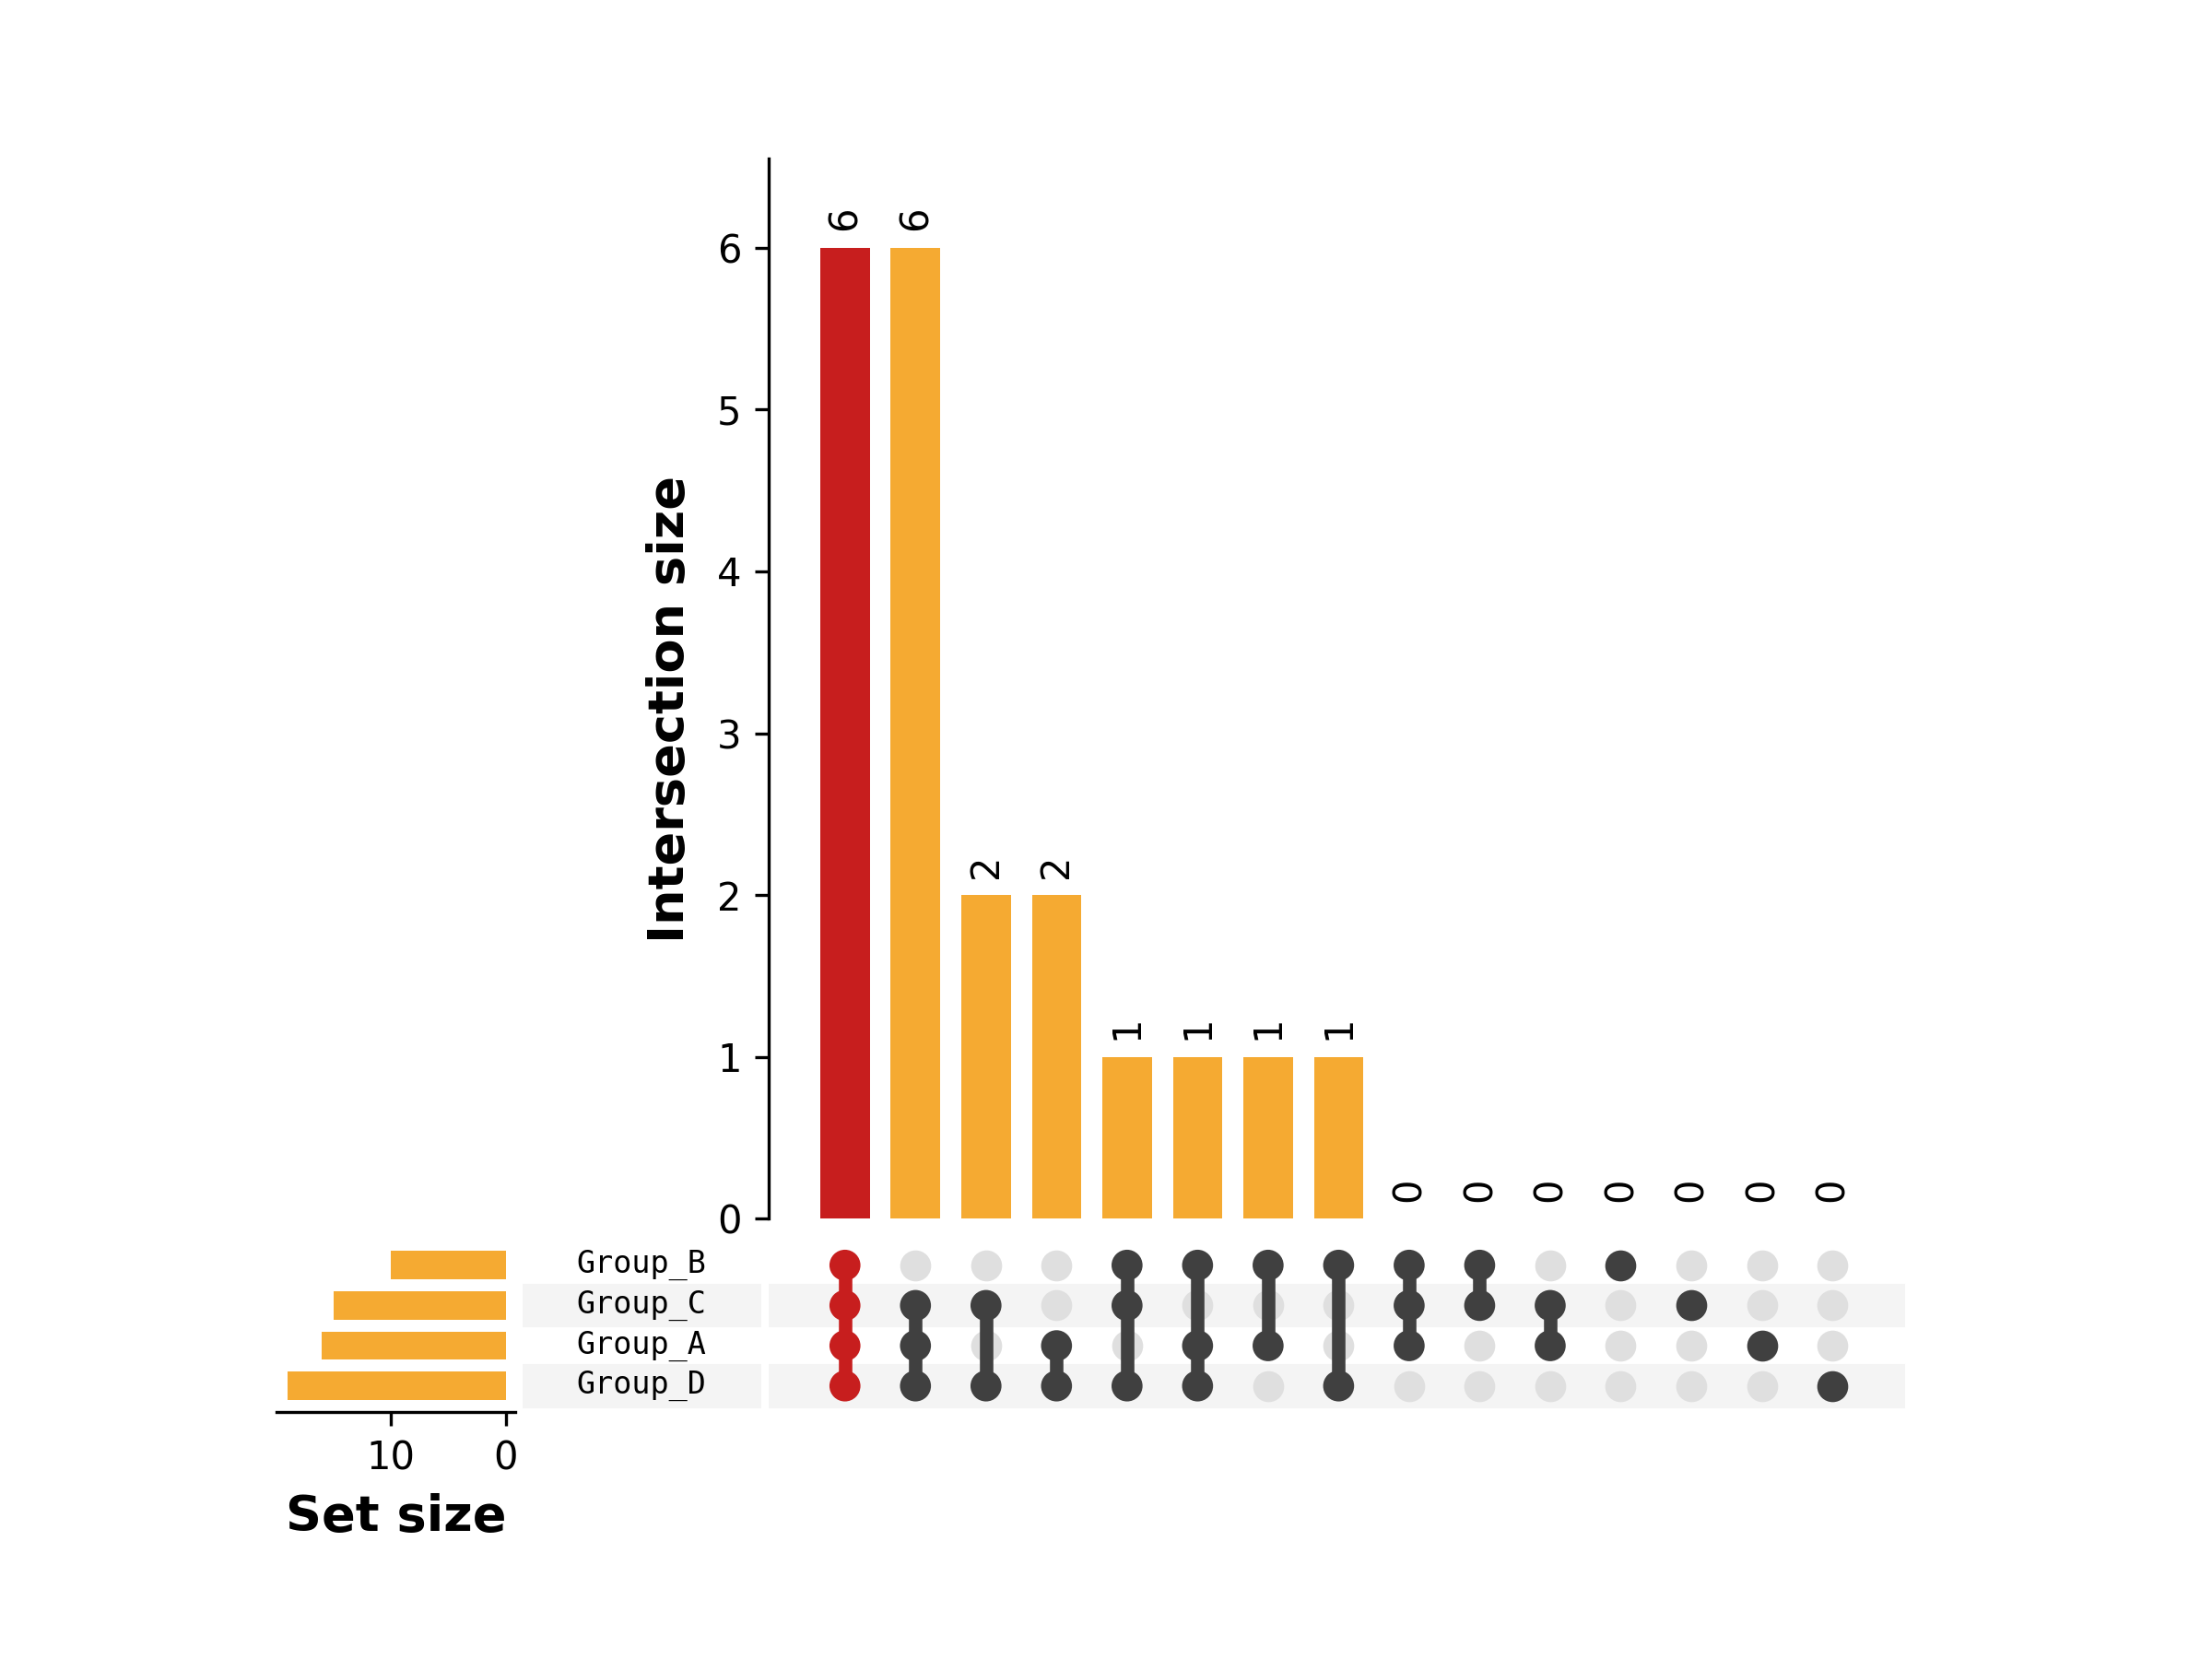 6 6 2 2 1 1 1 1 0 0 0 0 0 0 0
6
5
4
3
2
1
0
Intersection size
Group_B
Group_C
Group_A
Group_D
10 0
Set size